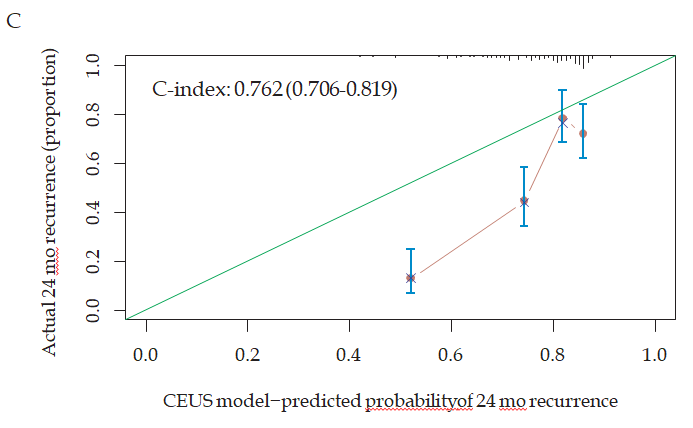 C
C-index: 0.762 (0.706-0.819)
Actual 24 mo recurrence (proportion)
1.0
0.8
0.6
0.4
0.2
0.0
0.0 0.2 0.4 0.6 0.8 1.0
CEUS model−predicted probabilityof 24 mo recurrence